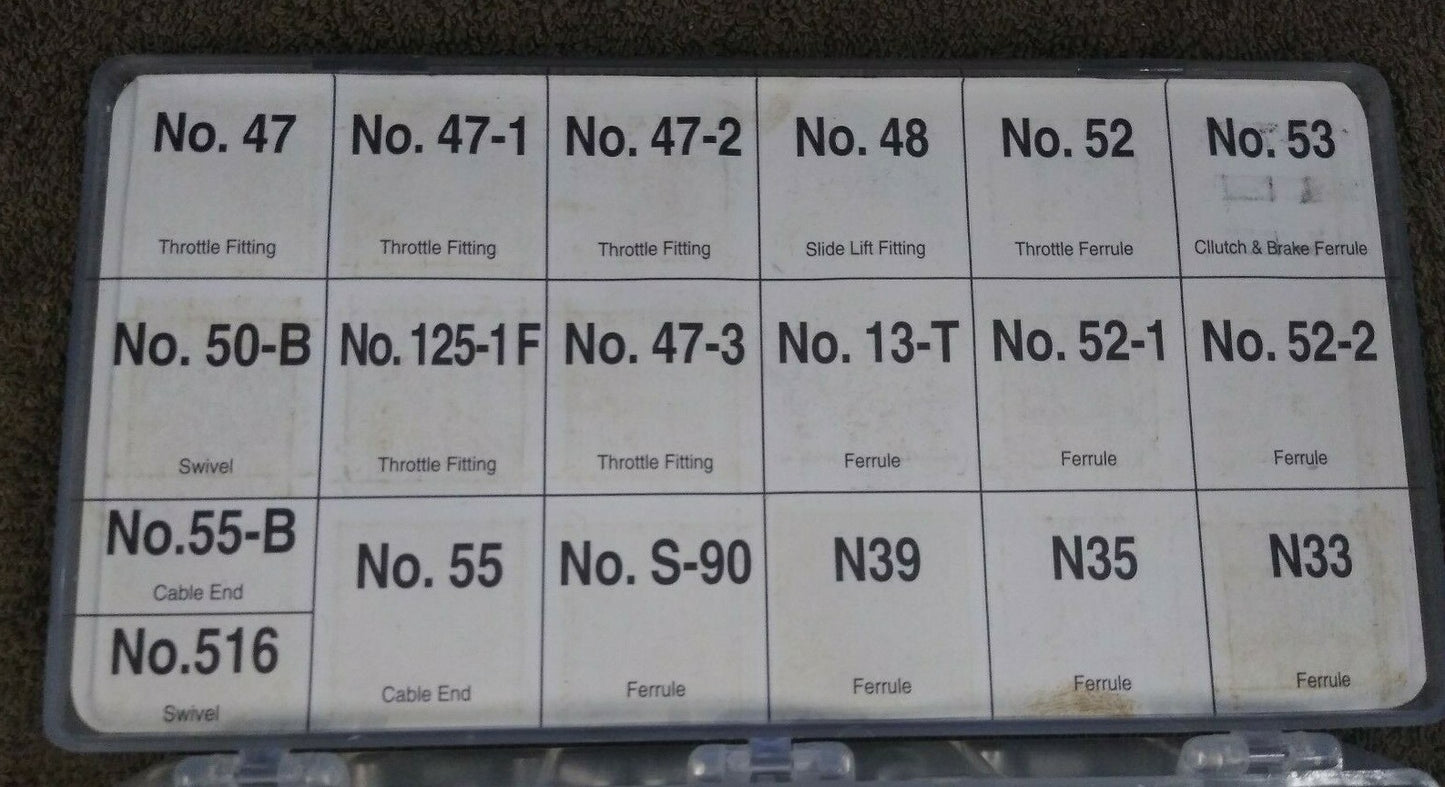 No. 47
Throttle Fitting
No. 47-1
Throttle Fitting
No. 47-2
Throttle Fitting
No. 48
Slide Lift Fitting
No. 52
Throttle Ferrule
No. 53
Cllutch & Brake Ferrule
No. 50-B
Swivel
No. 125-1 F
Throttle Fitting
No. 47-3
Throttle Fitting
No. 13-T
Ferrule
No. 52-1
Ferrule
No. 52-2
Ferrule
No.55-B
Cable End
No.516
Swivel
No. 55
Cable End
No. S-90
Ferrule
N39
Ferrule
N35
Ferrule
N33
Ferrule